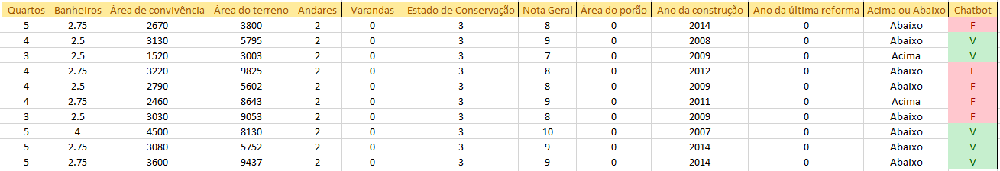 Quartos Banheiros Área de convivência Área do terreno Andares Varandas Estado de Conservação Nota Geral Área do porão Ano da construção Ano da última reforma Acima ou Abaixo Chatbot
5 2.75 2670 3800 2 0 3 8 0 2014 0 Abaixo F
4 2.5 3130 5795 2 0 3 9 0 2008 0 Abaixo V
3 2.5 1520 3003 2 0 3 7 0 2009 0 Acima V
4 2.75 3220 9825 2 0 3 8 0 2012 0 Abaixo F
4 2.5 2790 5602 2 0 3 8 0 2009 0 Abaixo F
4 2.75 2460 8643 2 0 3 9 0 2011 0 Acima F
3 2.5 3030 9053 2 0 3 8 0 2009 0 Abaixo F
5 4 4500 8130 2 0 3 10 0 2007 0 Abaixo V
5 2.75 3080 5752 2 0 3 9 0 2014 0 Abaixo V
5 2.75 3600 9437 2 0 3 9 0 2014 0 Abaixo V